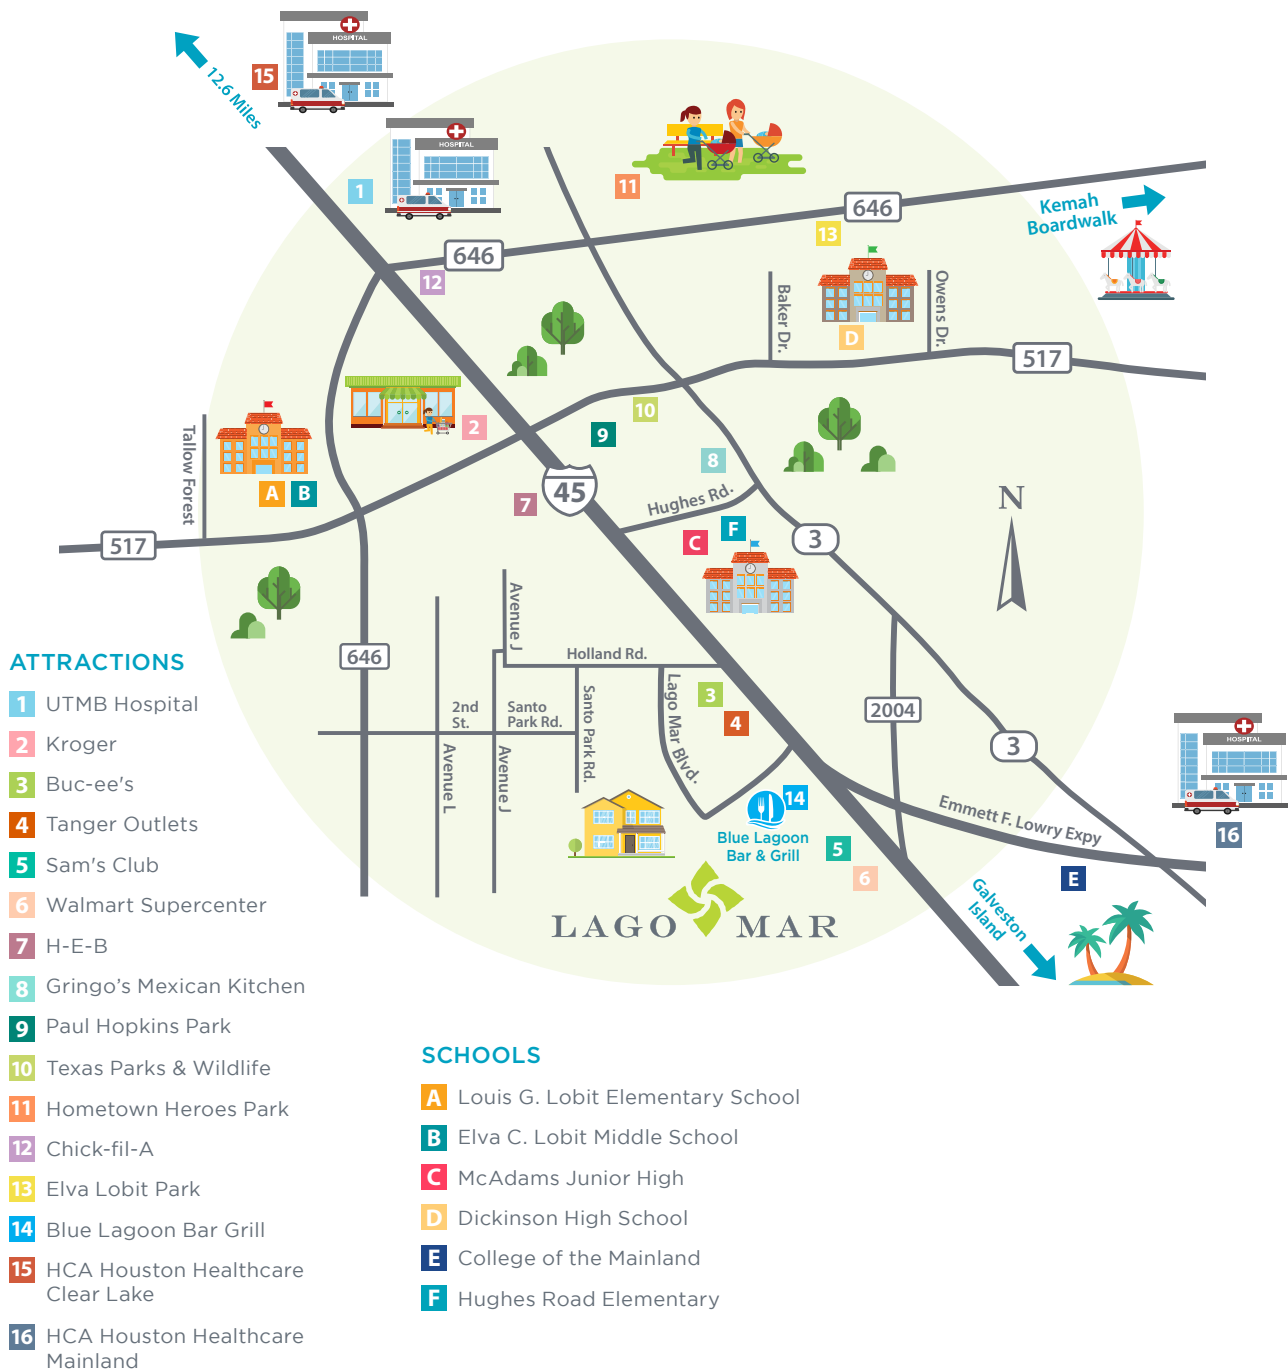 12.6 Miles
15
HOSPITAL
HOSPITAL
1
11
646
13
Kemah
Boardwalk
646
12
Baker Dr.
Owens Dr.
D
517
10
2
9
Tallow Forest
A
B
8
45
7
Hughes Rd.
N
F
C
3
517
Avenue J
Holland Rd.
646
Lago Mar Blvd.
3
4
2nd
St.
Santo
Park Rd.
Santo Park Rd.
2004
3
HOSPITAL
Avenue L
Avenue J
14
Emmett F. Lowry Expy
16
Blue Lagoon
Bar & Grill
5
6
E
Galveston
Island
LAGO MAR
ATTRACTIONS
1 UTMB Hospital
2 Kroger
3 Buc-ee's
4 Tanger Outlets
5 Sam's Club
6 Walmart Supercenter
7 H-E-B
8 Gringo’s Mexican Kitchen
9 Paul Hopkins Park
10 Texas Parks & Wildlife
11 Hometown Heroes Park
12 Chick-fil-A
13 Elva Lobit Park
14 Blue Lagoon Bar Grill
15 HCA Houston Healthcare
Clear Lake
16 HCA Houston Healthcare
Mainland
SCHOOLS
A Louis G. Lobit Elementary School
B Elva C. Lobit Middle School
C McAdams Junior High
D Dickinson High School
E College of the Mainland
F Hughes Road Elementary